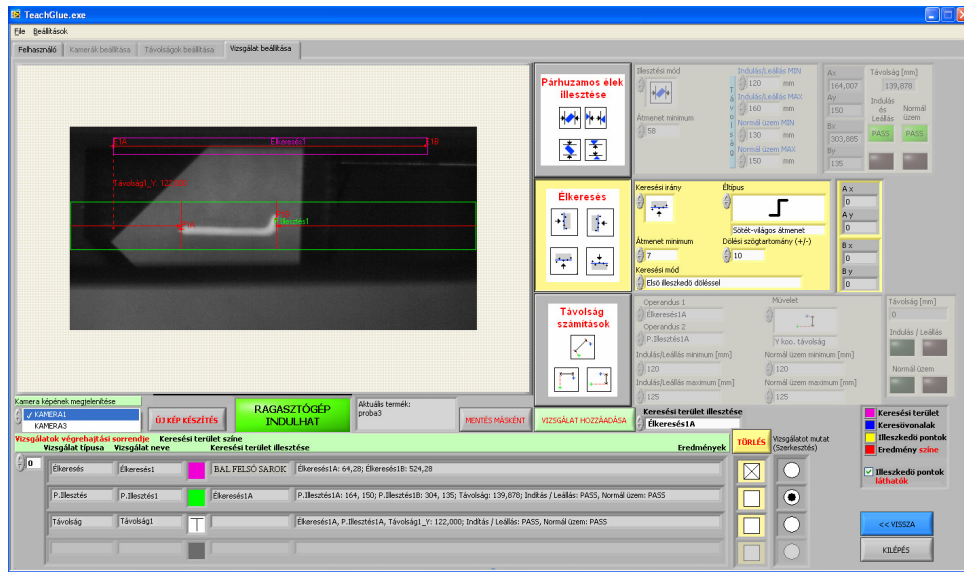 TeachGlue.exe
File Beállítások
Felhasználó Kamerák beállítása Távolságok beállítása Vizsgálat beállítása
E1A Élkeresés1 E1B
Távolság1_Y: 122,000
P.Illesztés1
Párhuzamos élek
illesztése
Illesztési mód
Átmenet minimum
58
Távolság
Indulás/Leállás MIN
120 mm
Indulás/Leállás MAX
160 mm
Normál üzem MIN
130 mm
Normál üzem MAX
150 mm
Ax
164,007
Ay
150
Bx
303,885
By
135
Távolság [mm]
139,878
Indulás
és
Leállás
Normál
üzem
PASS PASS
Élkeresés
Keresési irány
Éltípus
Sötét-világos átmenet
Átmenet minimum
7
Dőlési szögtartomány (+/-)
10
Keresési mód
Első illeszkedő dőléssel
A x
0
A y
0
B x
0
B y
0
Távolság
számítások
Operandus 1
Élkeresés1A
Operandus 2
P.Illesztés1A
Művelet
Y koo. távolság
Indulás/Leállás minimum [mm]
120
Normál üzem minimum [mm]
120
Indulás/Leállás maximum [mm]
125
Normál üzem maximum [mm]
125
Távolság [mm]
0
Indulás / Leállás
Normál üzem
Kamera képének megjelenítése
KAMERA1
KAMERA3
ÚJ KÉP KÉSZÍTÉS
RAGASZTÓGÉP
INDULHAT
Aktuális termék:
proba3
MENTÉS MÁSKÉNT
VIZSGÁLAT HOZZÁADÁSA
Keresési terület illesztése
Élkeresés1A
Vizsgálatok végrehajtási sorrendje Keresési terület színe
Vizsgálat típusa Vizsgálat neve Keresési terület illesztése Eredmények
TÖRLÉS
Vizsgálatot mutat
(Szerkesztés)
0
Élkeresés Élkeresés1 BAL FELSŐ SAROK Élkeresés1A: 64,28; Élkeresés1B: 524,28
P.Illesztés P.Illesztés1 Élkeresés1A P.Illesztés1A: 164, 150; P.Illesztés1B: 304, 135; Távolság: 139,878; Indítás / Leállás: PASS, Normál üzem: PASS
Távolság Távolság1 Élkeresés1A, P.Illesztés1A, Távolság1_Y: 122,000; Indítás / Leállás: PASS, Normál üzem: PASS
Keresési terület
Keresővonalak
Illeszkedő pontok
Eredmény színe
Illeszkedő pontok
láthatók
<< VISSZA
KILÉPÉS